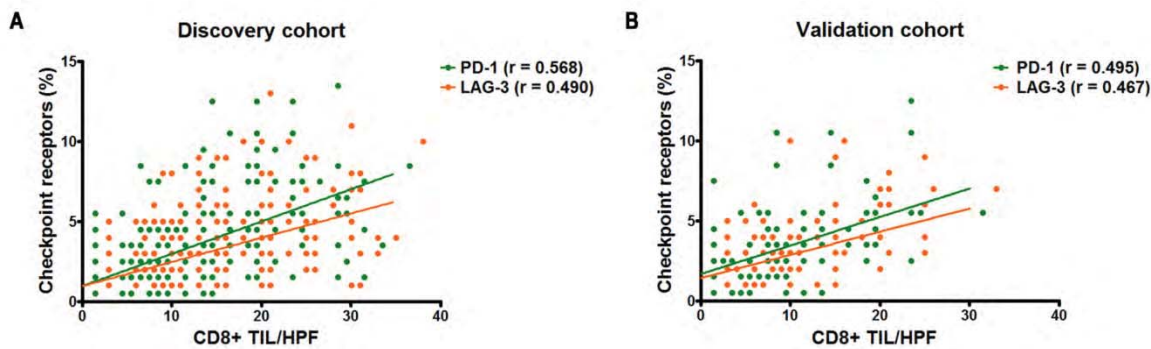 A
Discovery cohort
Checkpoint receptors (%)
15
10
5
0
0 10 20 30 40
CD8+ TIL/HPF
PD-1 (r = 0.568)
LAG-3 (r = 0.490)
B
Validation cohort
Checkpoint receptors (%)
15
10
5
0
0 10 20 30 40
CD8+ TIL/HPF
PD-1 (r = 0.495)
LAG-3 (r = 0.467)